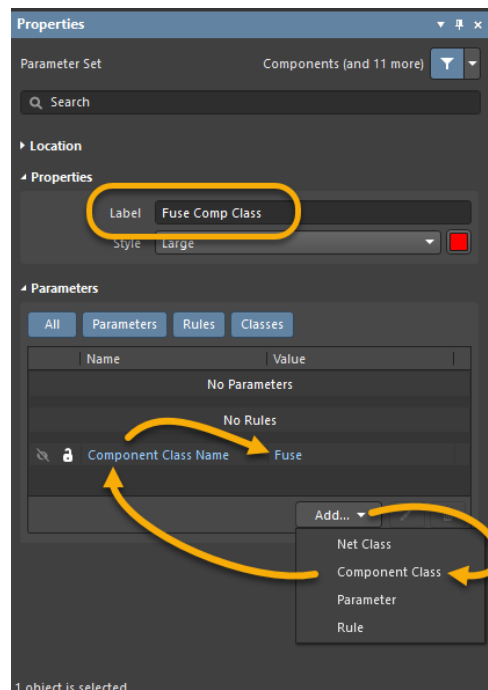 Properties
Parameter Set Components (and 11 more)
Search
Location
Properties
Label Fuse Comp Class
Style Large
Parameters
All Parameters Rules Classes
Name Value
No Parameters
No Rules
Component Class Name Fuse
Add...
Net Class
Component Class
Parameter
Rule
1 object is selected